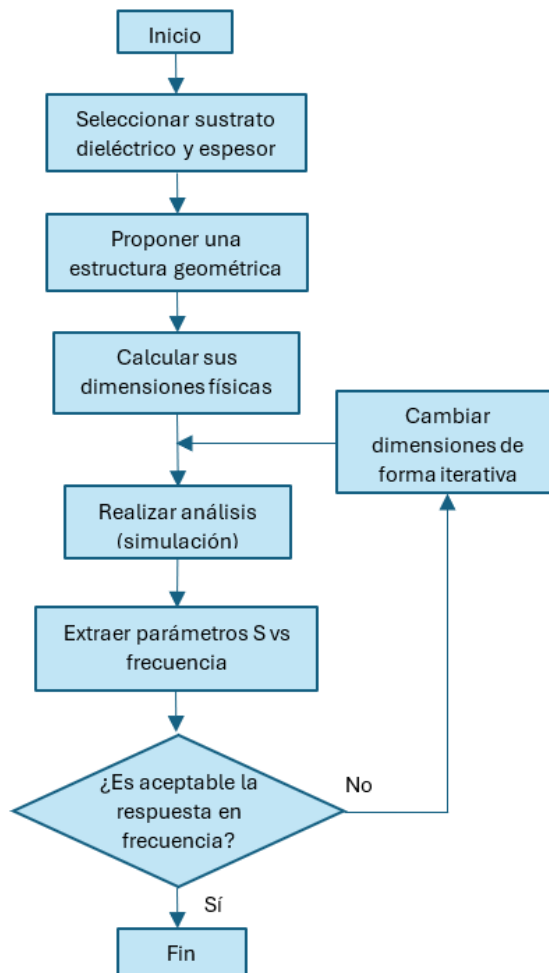 Inicio
Seleccionar sustrato
dieléctrico y espesor
Proponer una
estructura geométrica
Calcular sus
dimensiones físicas
Cambiar
dimensiones de
forma iterativa
Realizar análisis
(simulación)
Extraer parámetros S vs
frecuencia
¿Es aceptable la
respuesta en
frecuencia?
No
Sí
Fin